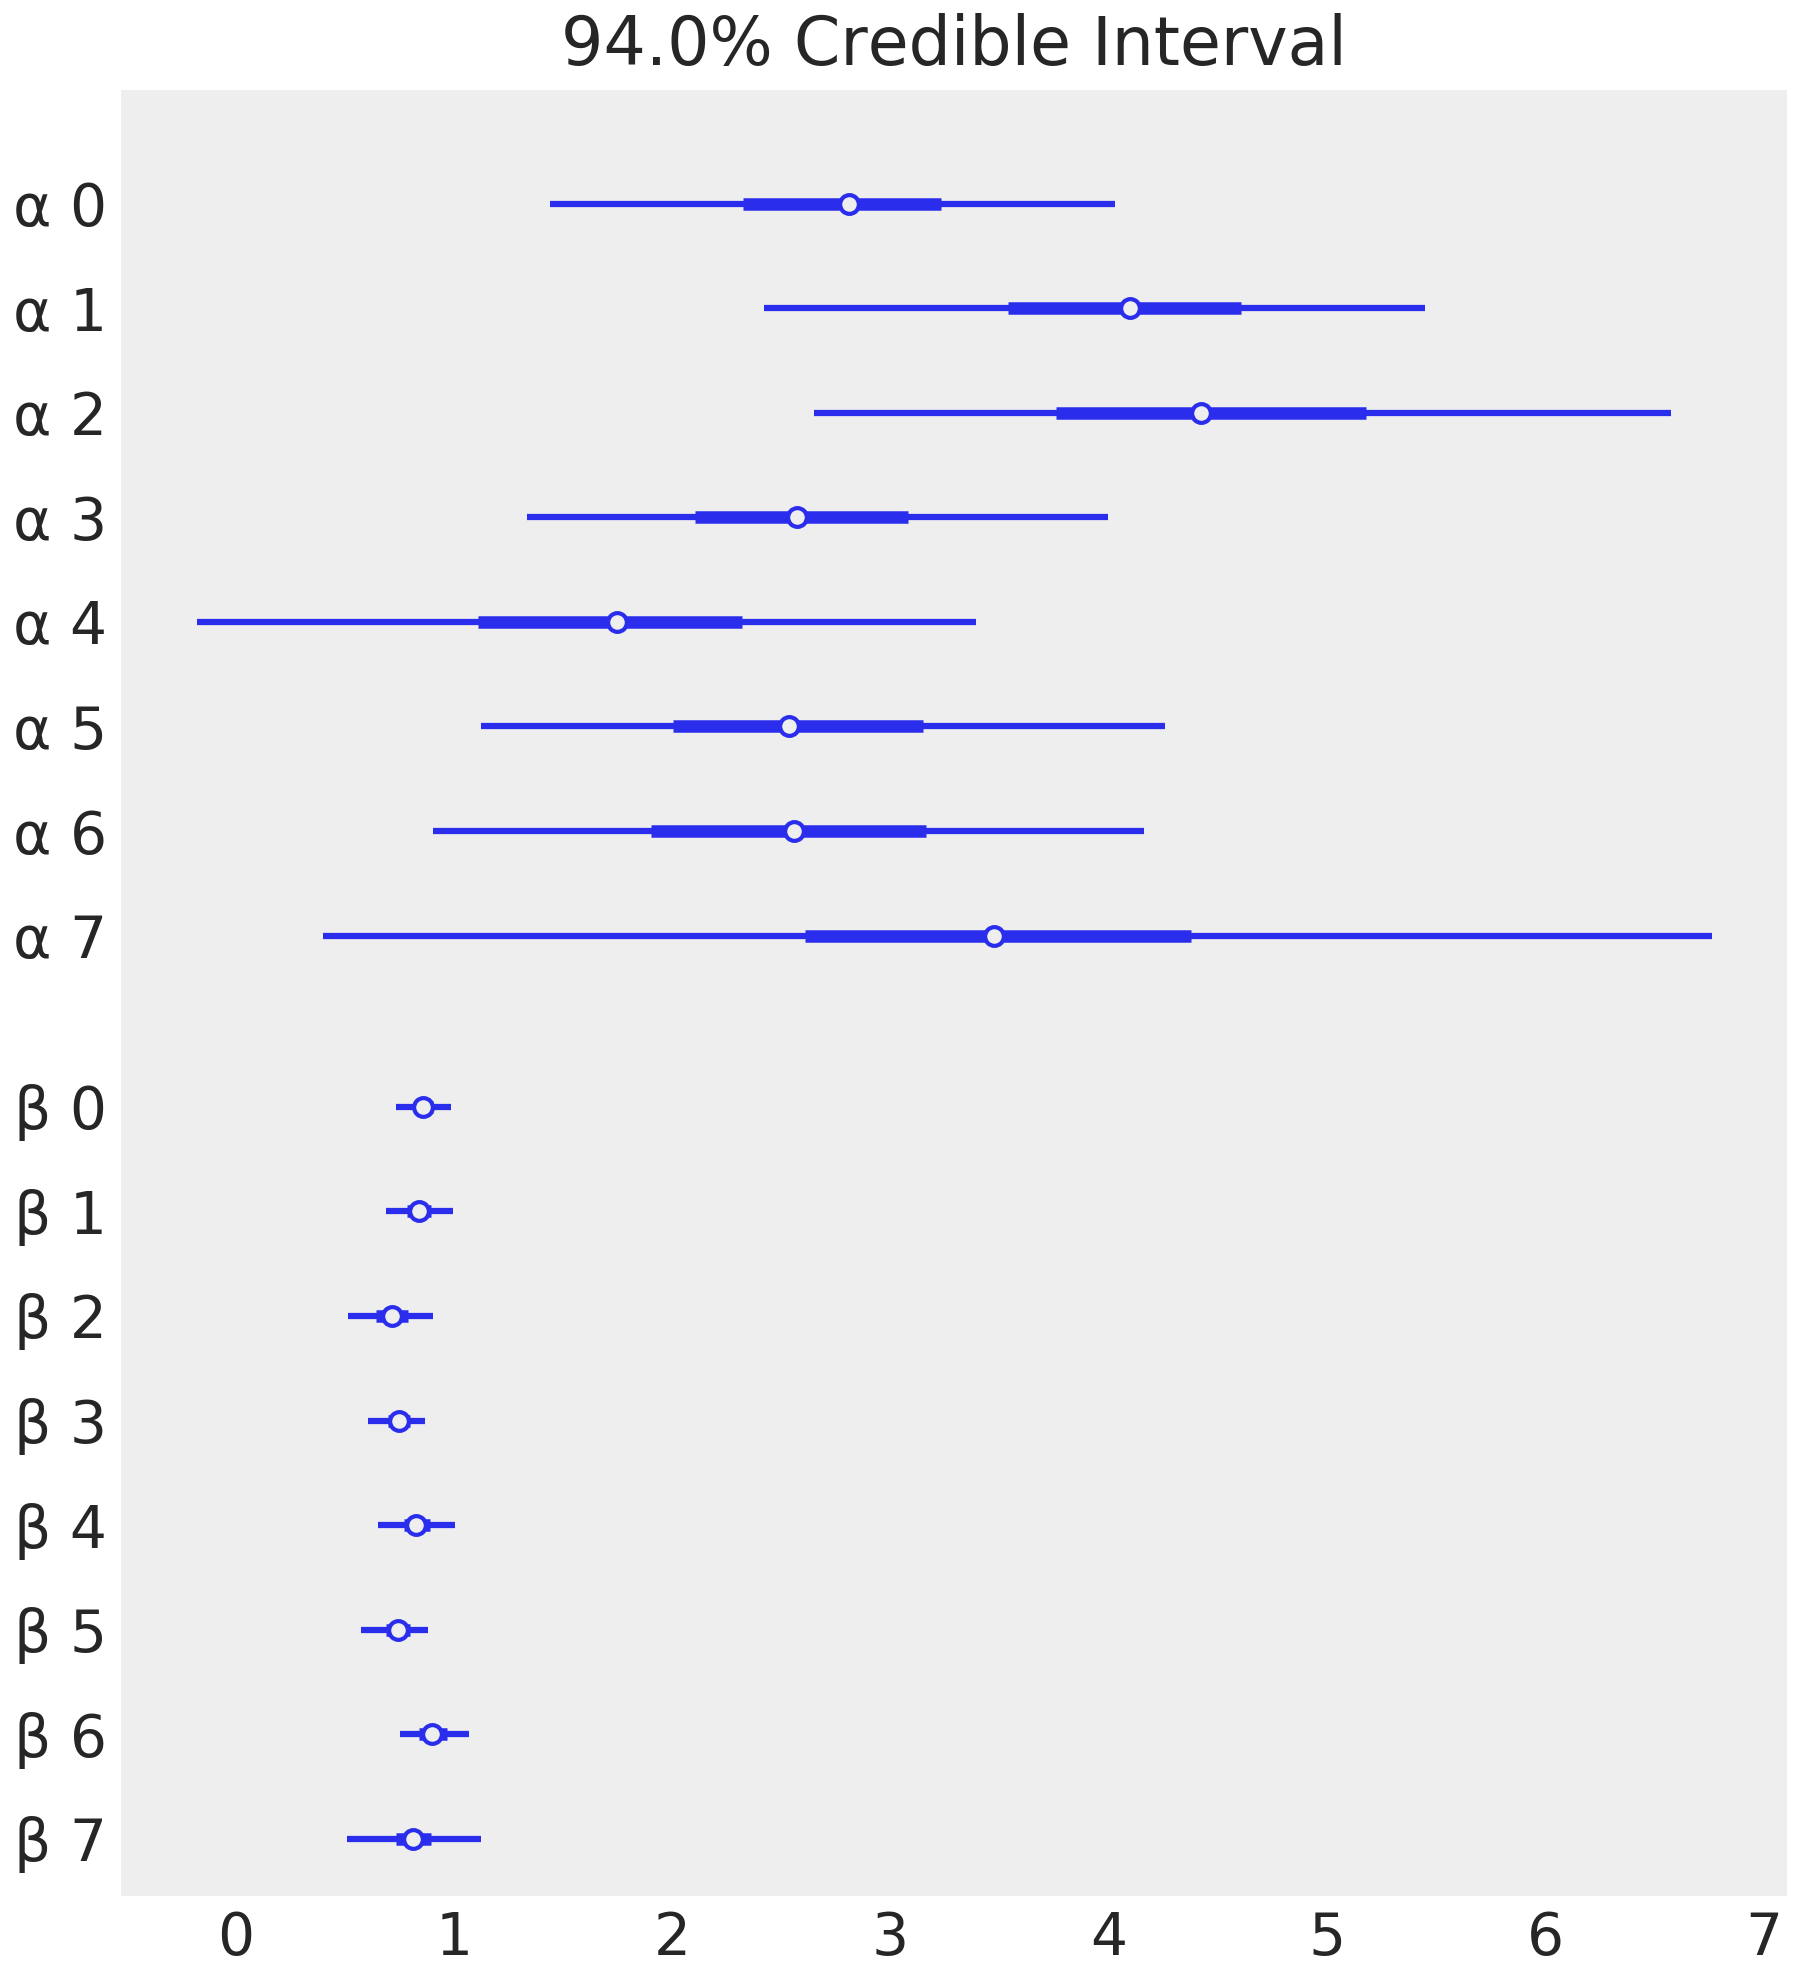 94.0% Credible Interval
α 0
α 1
α 2
α 3
α 4
α 5
α 6
α 7
β 0
β 1
β 2
β 3
β 4
β 5
β 6
β 7
0 1 2 3 4 5 6 7